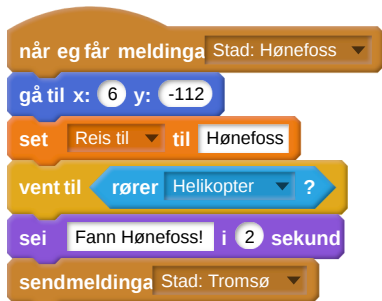 når eg får meldinga Stad: Hønefoss
gå til x: 6 y: -112
set Reis til til Hønefoss
vent til rører Helikopter ?
sei Fann Hønefoss! i 2 sekund
sendmeldinga Stad: Tromsø